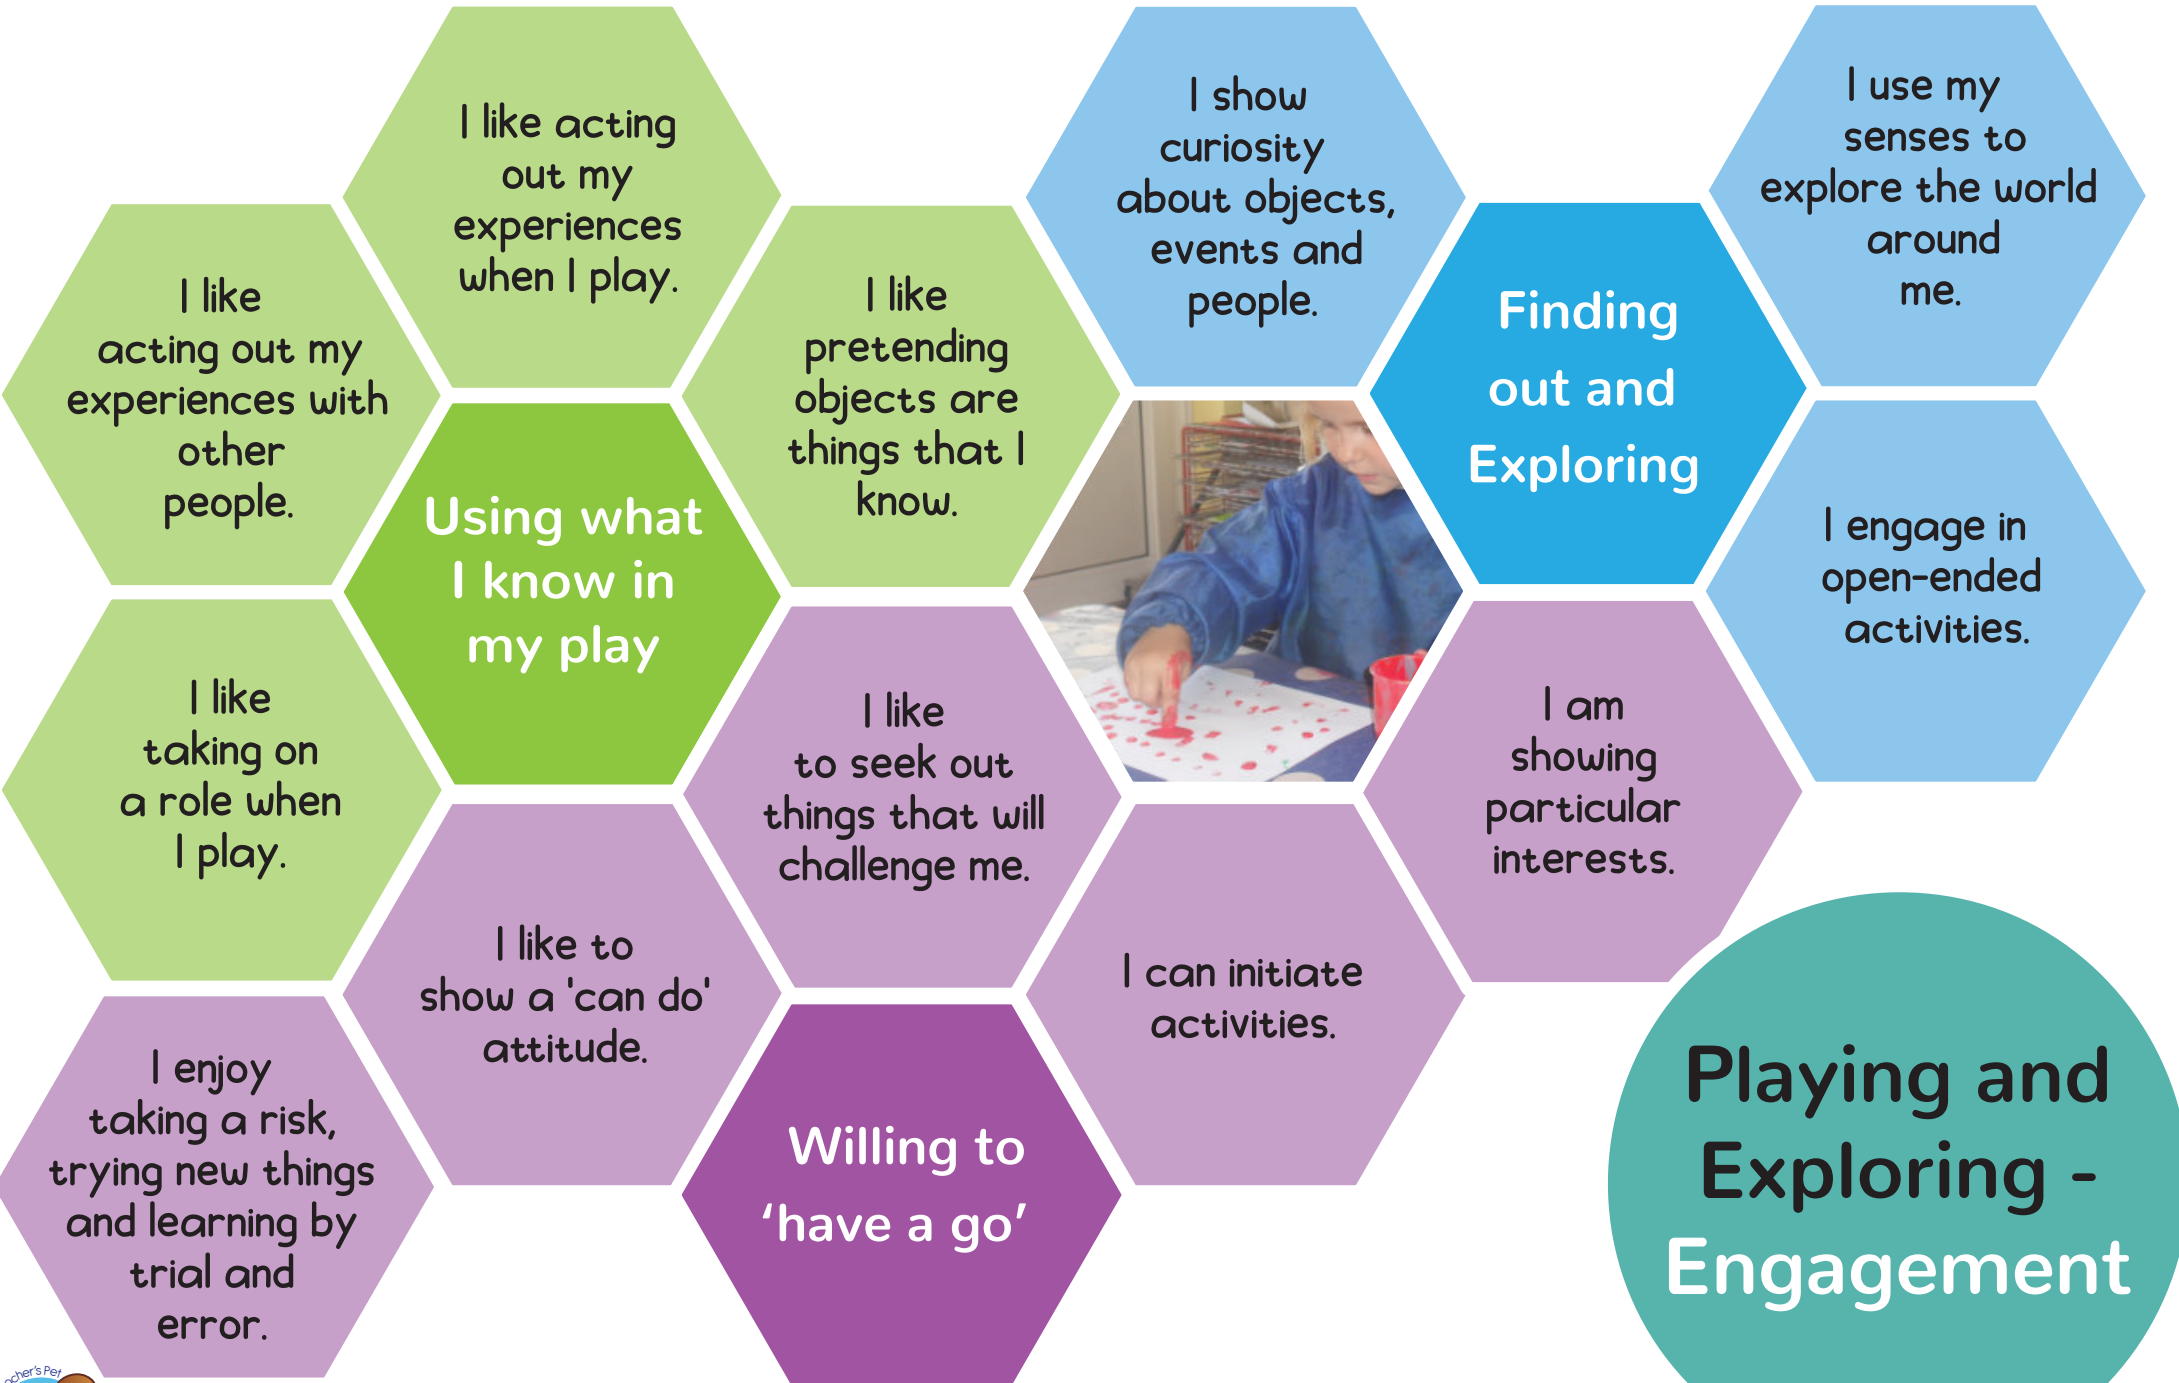 I like acting
out my
experiences
when I play.
I like
acting out my
experiences with
other
people.
I like
pretending
objects are
things that I
know.
Using what
I know in
my play
I like
taking on
a role when
I play.
I show
curiosity
about objects,
events and
people.
I use my
senses to
explore the world
around
me.
Finding
out and
Exploring
I engage in
open-ended
activities.
I like
to seek out
things that will
challenge me.
I am
showing
particular
interests.
I like to
show a 'can do'
attitude.
I can initiate
activities.
I enjoy
taking a risk,
trying new things
and learning by
trial and
error.
Willing to
‘have a go’
Playing and
Exploring -
Engagement
ocher's Pet